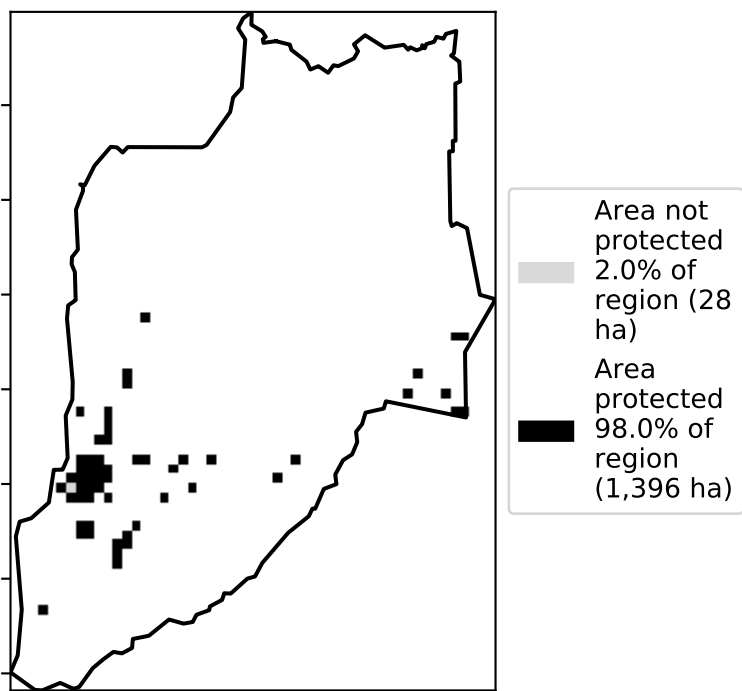 Area not
protected
2.0% of
region (28
ha)
Area
protected
98.0% of
region
(1,396 ha)